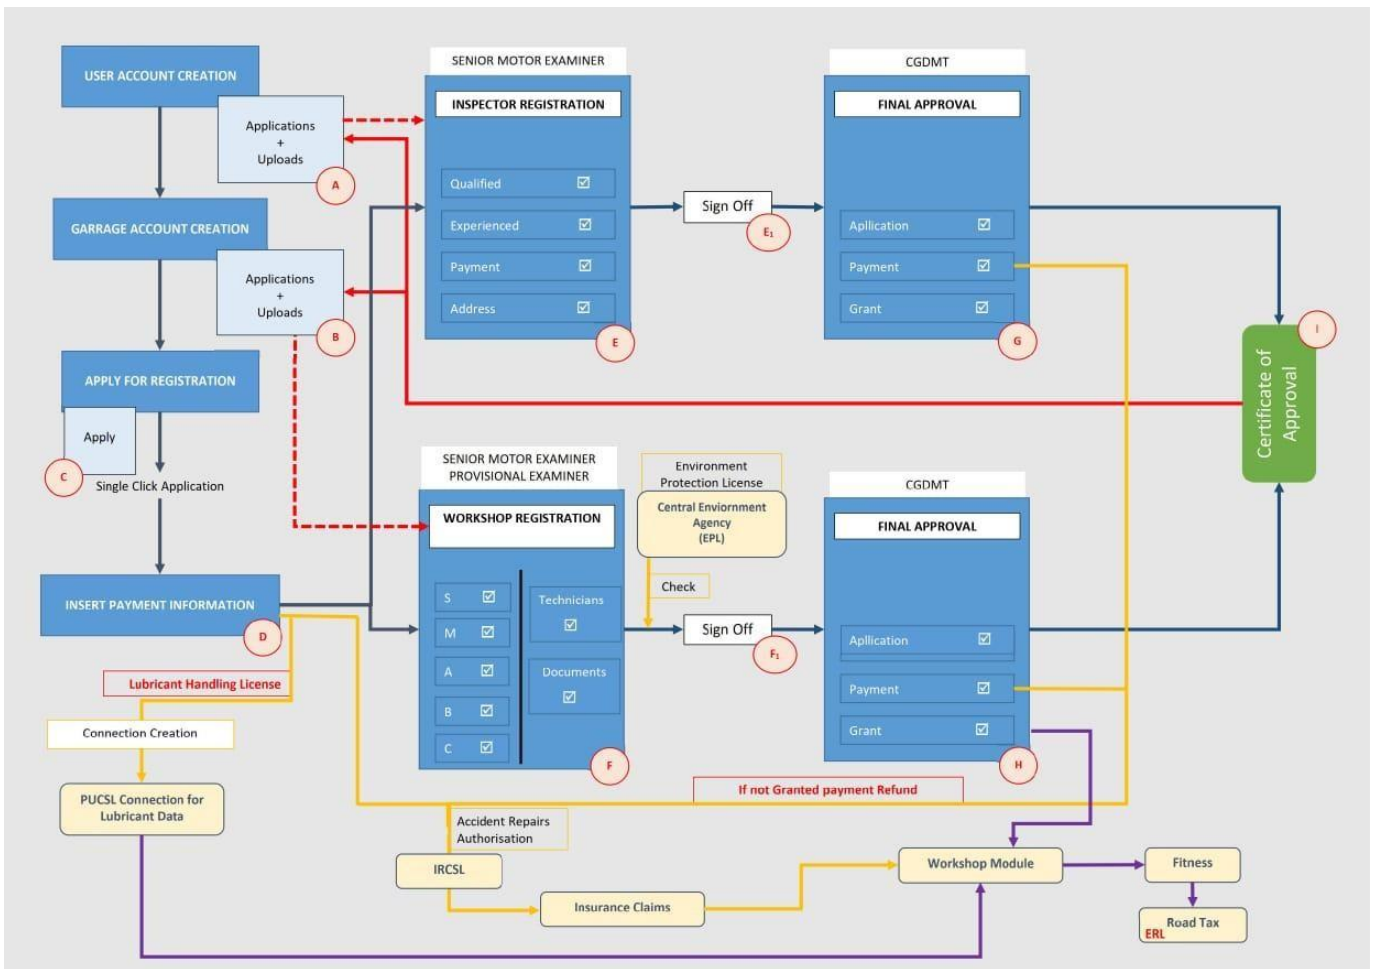 USER ACCOUNT CREATION
Applications
+
Uploads
A
GARRAGE ACCOUNT CREATION
Applications
+
Uploads
B
APPLY FOR REGISTRATION
Apply
C
Single Click Application
INSERT PAYMENT INFORMATION
D
Lubricant Handling License
Connection Creation
PUCSL Connection for
Lubricant Data
SENIOR MOTOR EXAMINER
INSPECTOR REGISTRATION
Qualified
Experienced
Payment
Address
E
Sign Off
E1
CGDMT
FINAL APPROVAL
Apllication
Payment
Grant
G
I
Certificate of
Approval
SENIOR MOTOR EXAMINER
PROVISIONAL EXAMINER
WORKSHOP REGISTRATION
S
M
A
B
C
Technicians
Documents
F
Environment
Protection License
Central Enviornment
Agency
(EPL)
Check
Sign Off
F1
CGDMT
FINAL APPROVAL
Apllication
Payment
Grant
H
If not Granted payment Refund
Accident Repairs
Authorisation
IRCSL
Insurance Claims
Workshop Module
Fitness
Road Tax
ERL